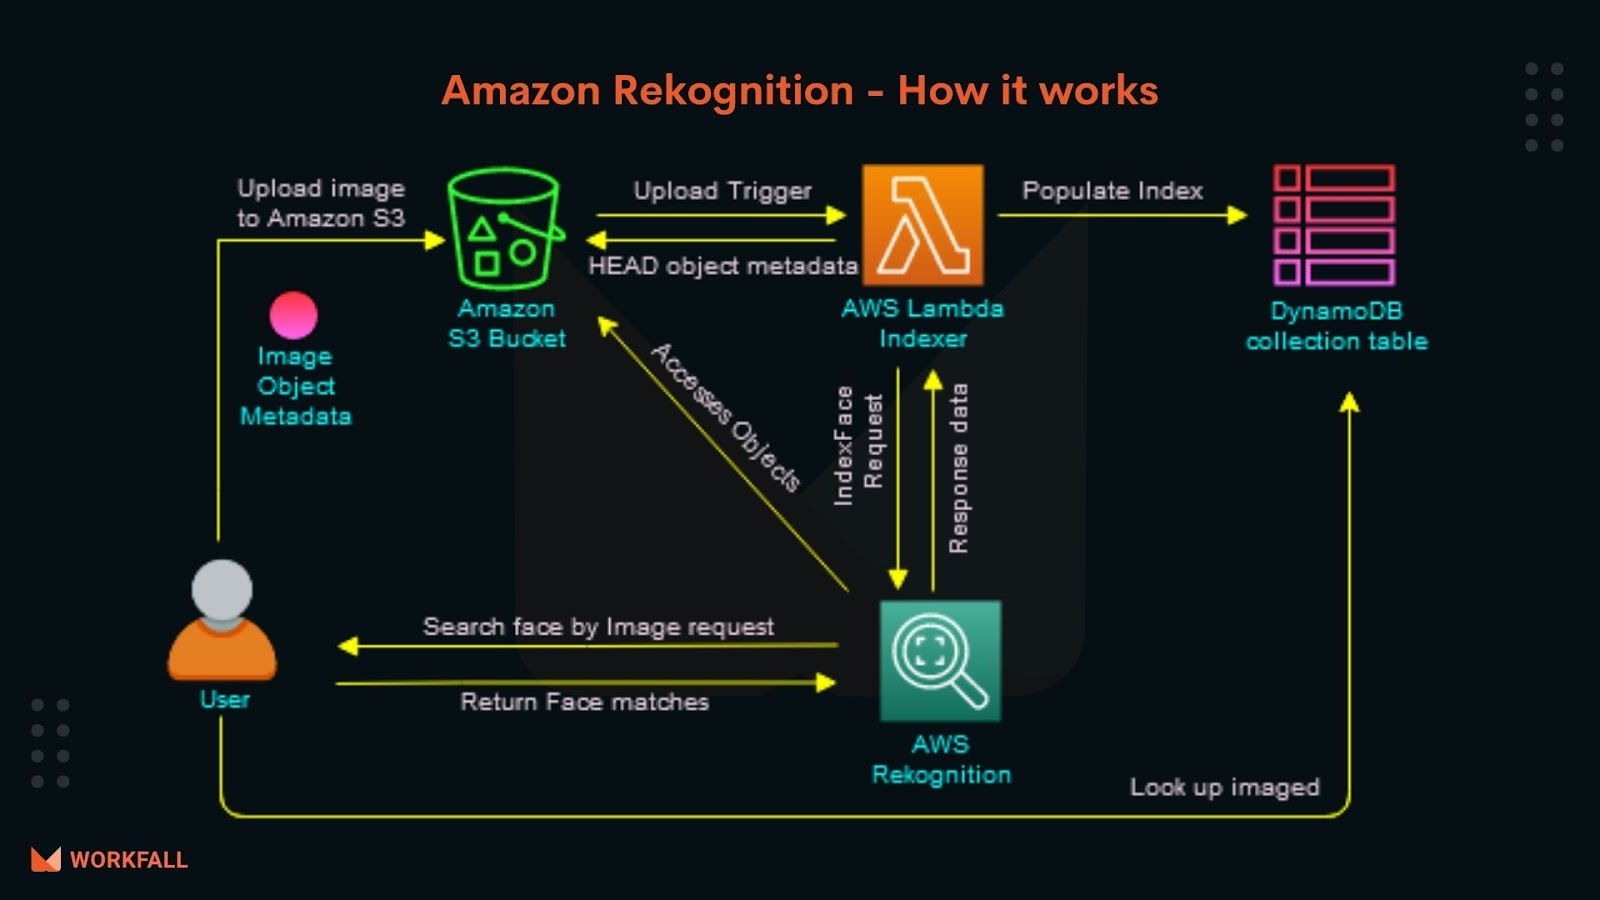 Amazon Rekognition - How it works
Upload image
to Amazon S3
Upload Trigger
HEAD object metadata
Populate Index
Amazon
S3 Bucket
AWS Lambda
Indexer
DynamoDB
collection table
Image
Object
Metadata
Accesses Objects
IndexFace
Request
Response data
Search face by Image request
Return Face matches
User
AWS
Rekognition
Look up imaged
WORKFALL